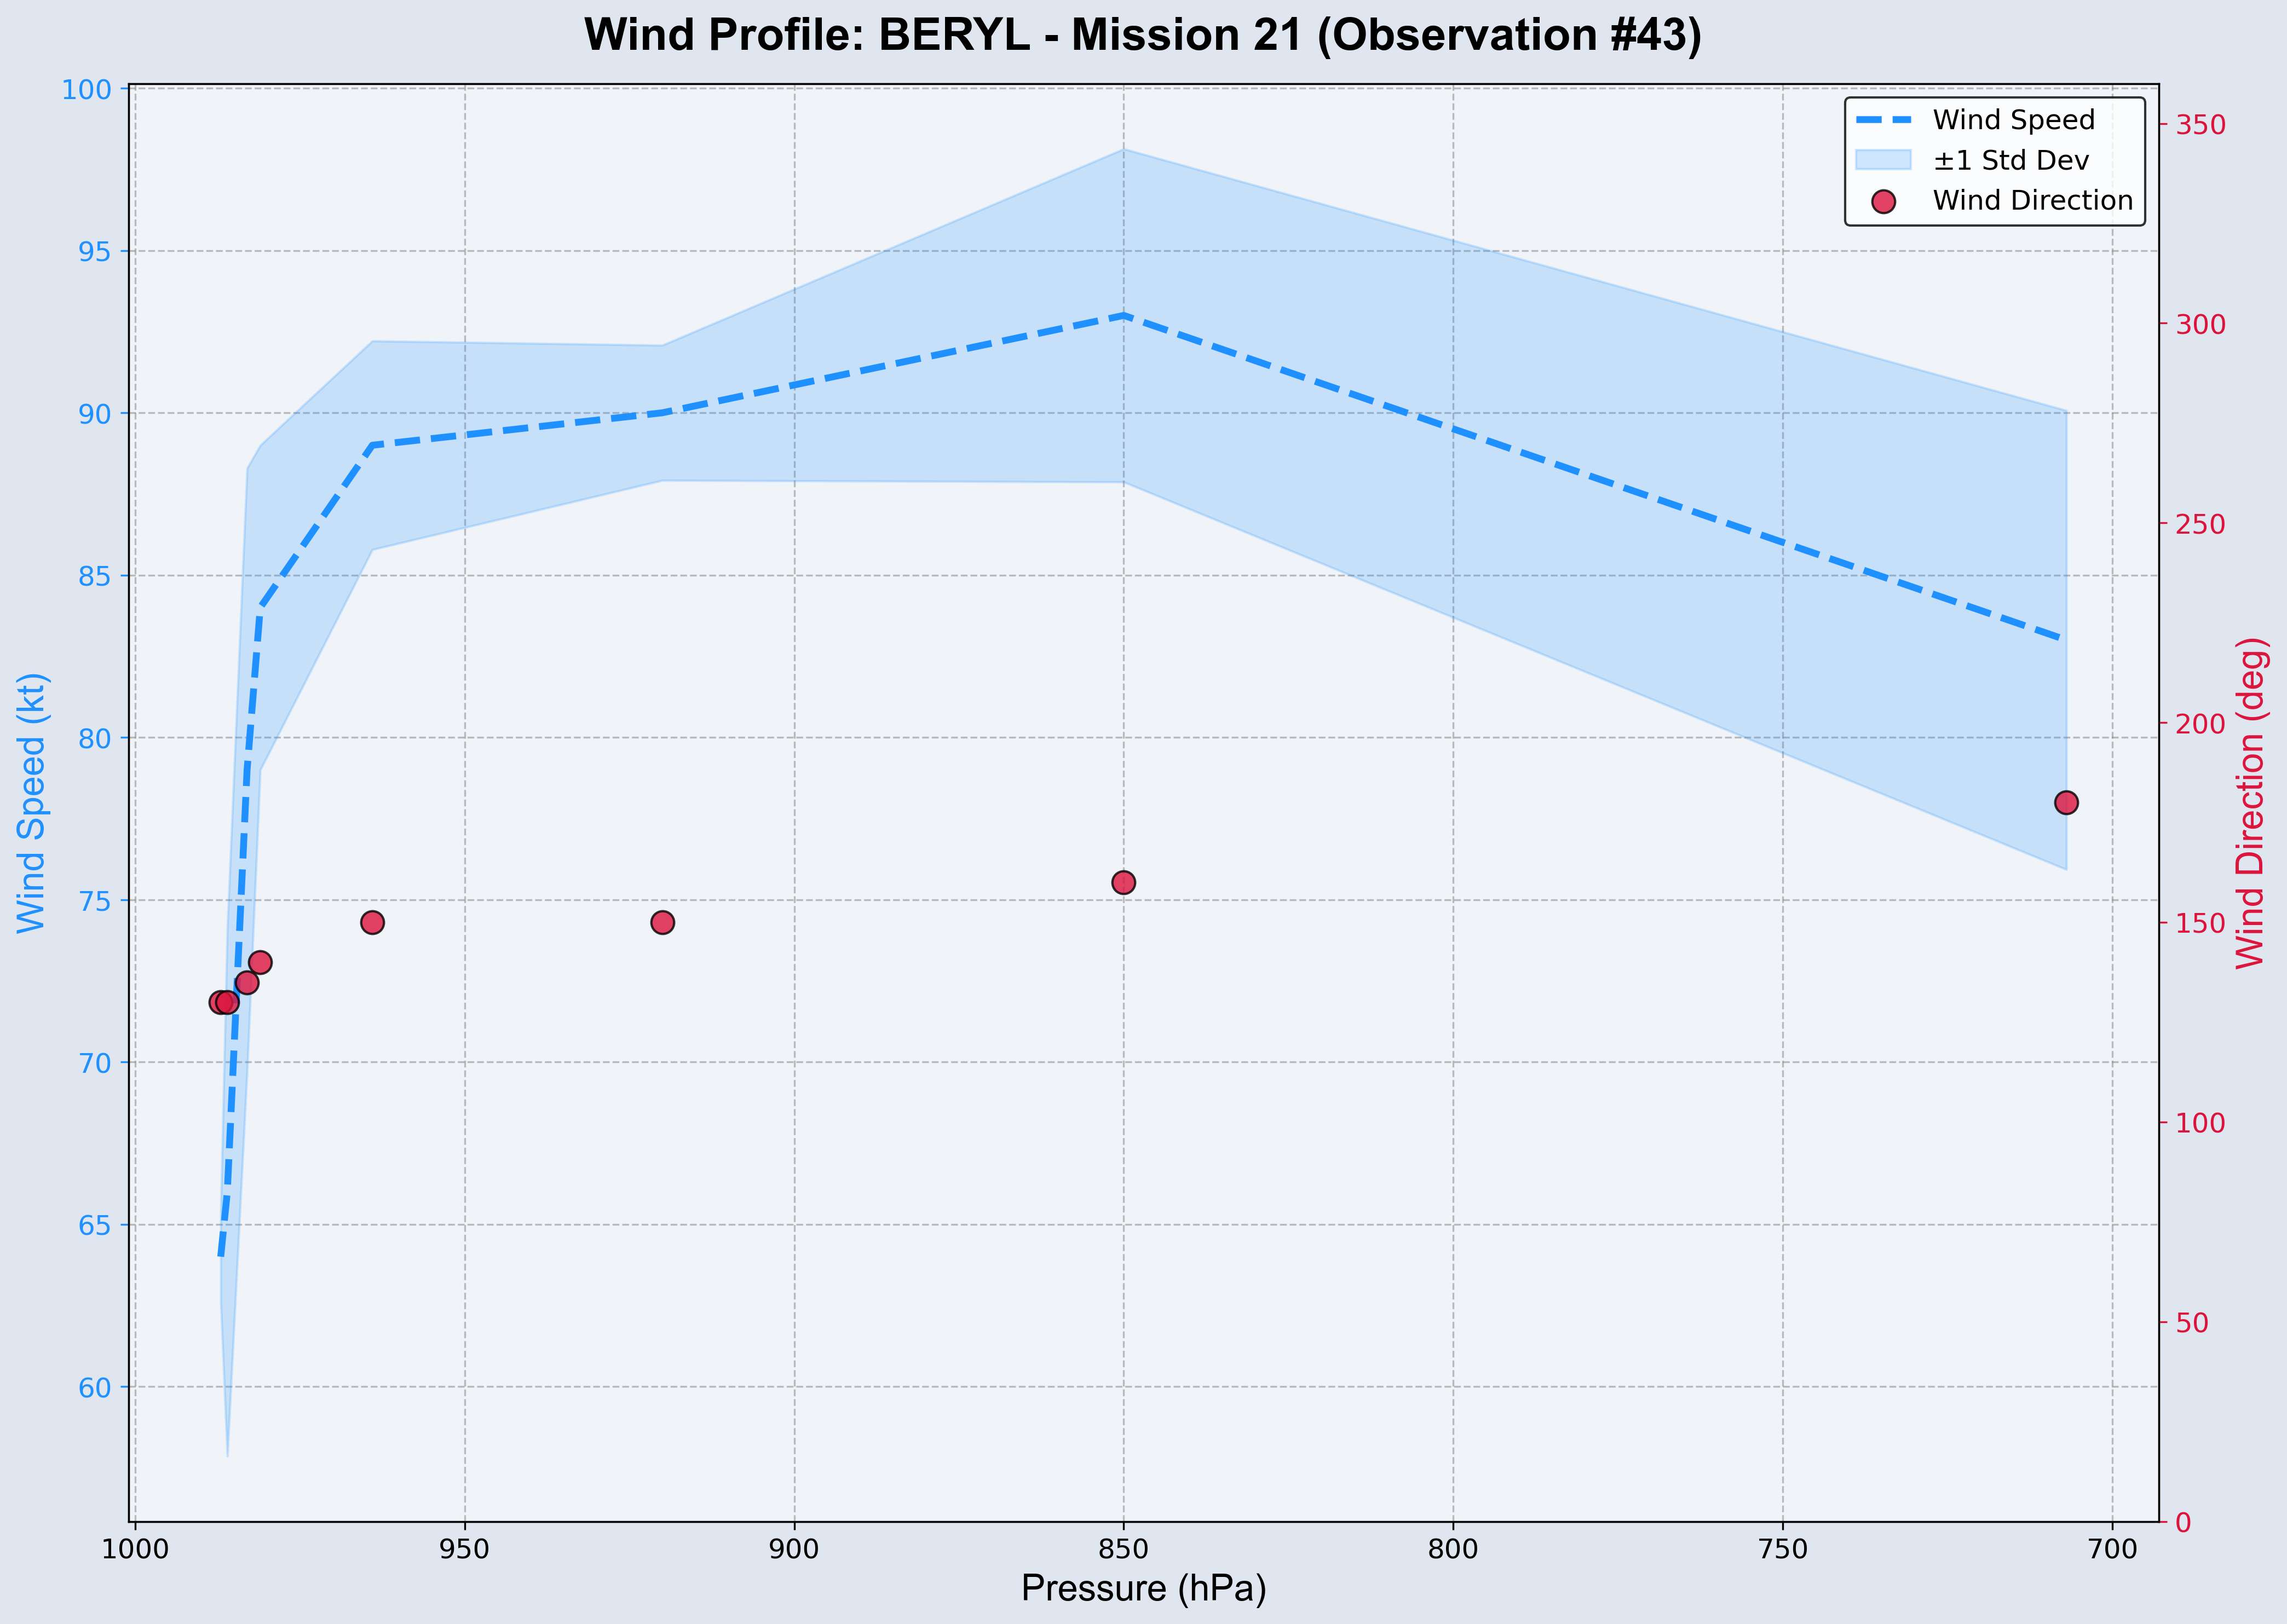 Wind Profile: BERYL - Mission 21 (Observation #43)
Wind Speed
±1 Std Dev
Wind Direction
Wind Speed (kt)
100
95
90
85
80
75
70
65
60
350
300
250
200
150
100
50
0
Wind Direction (deg)
1000 950 900 850 800 750 700
Pressure (hPa)